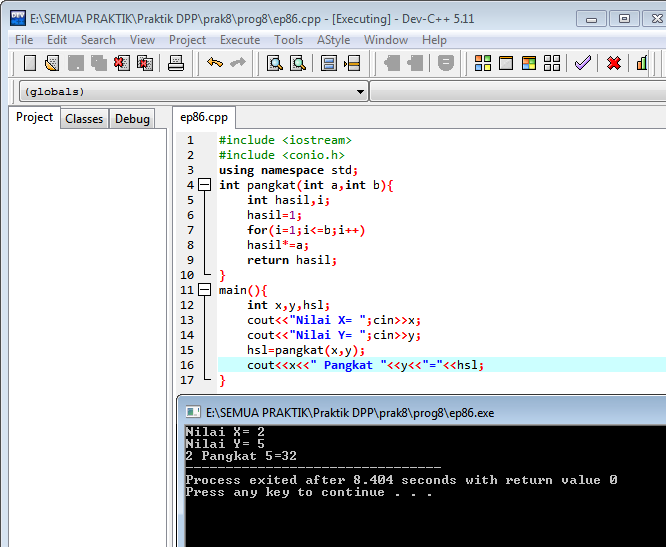 E:\SEMUA PRAKTIK\Praktik DPP\prak8\prog8\ep86.cpp - [Executing] - Dev-C++ 5.11
File Edit Search View Project Execute Tools AStyle Window Help
(globals)
Project Classes Debug ep86.cpp
1 #include <iostream>
2 #include <conio.h>
3 using namespace std;
4 int pangkat(int a,int b){
5 int hasil,i;
6 hasil=1;
7 for(i=1;i<=b;i++)
8 hasil*=a;
9 return hasil;
10 }
11 main(){
12 int x,y,hsl;
13 cout<<"Nilai X= ";cin>>x;
14 cout<<"Nilai Y= ";cin>>y;
15 hsl=pangkat(x,y);
16 cout<<x<<" Pangkat "<<y<<"="<<hsl;
17 }
E:\SEMUA PRAKTIK\Praktik DPP\prak8\prog8\ep86.exe
Nilai X= 2
Nilai Y= 5
2 Pangkat 5=32
--------------------------------
Process exited after 8.404 seconds with return value 0
Press any key to continue . . .